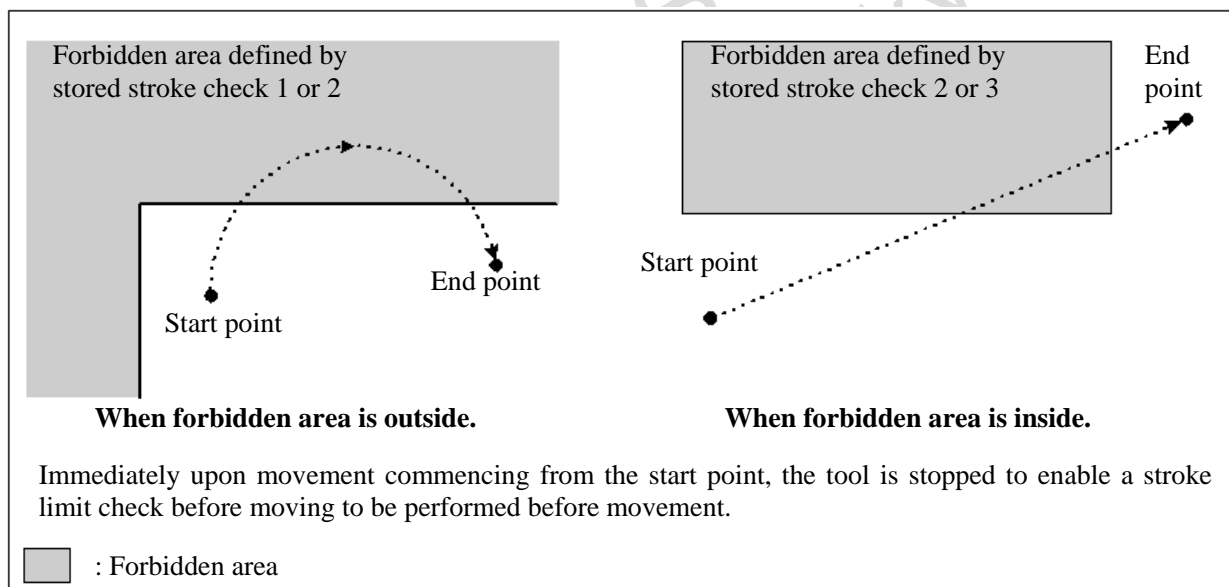 Forbidden area defined by
stored stroke check 1 or 2
Start point
End point
When forbidden area is outside.
Forbidden area defined by
stored stroke check 2 or 3
End
point
Start point
When forbidden area is inside.
Immediately upon movement commencing from the start point, the tool is stopped to enable a stroke
limit check before moving to be performed before movement.
: Forbidden area